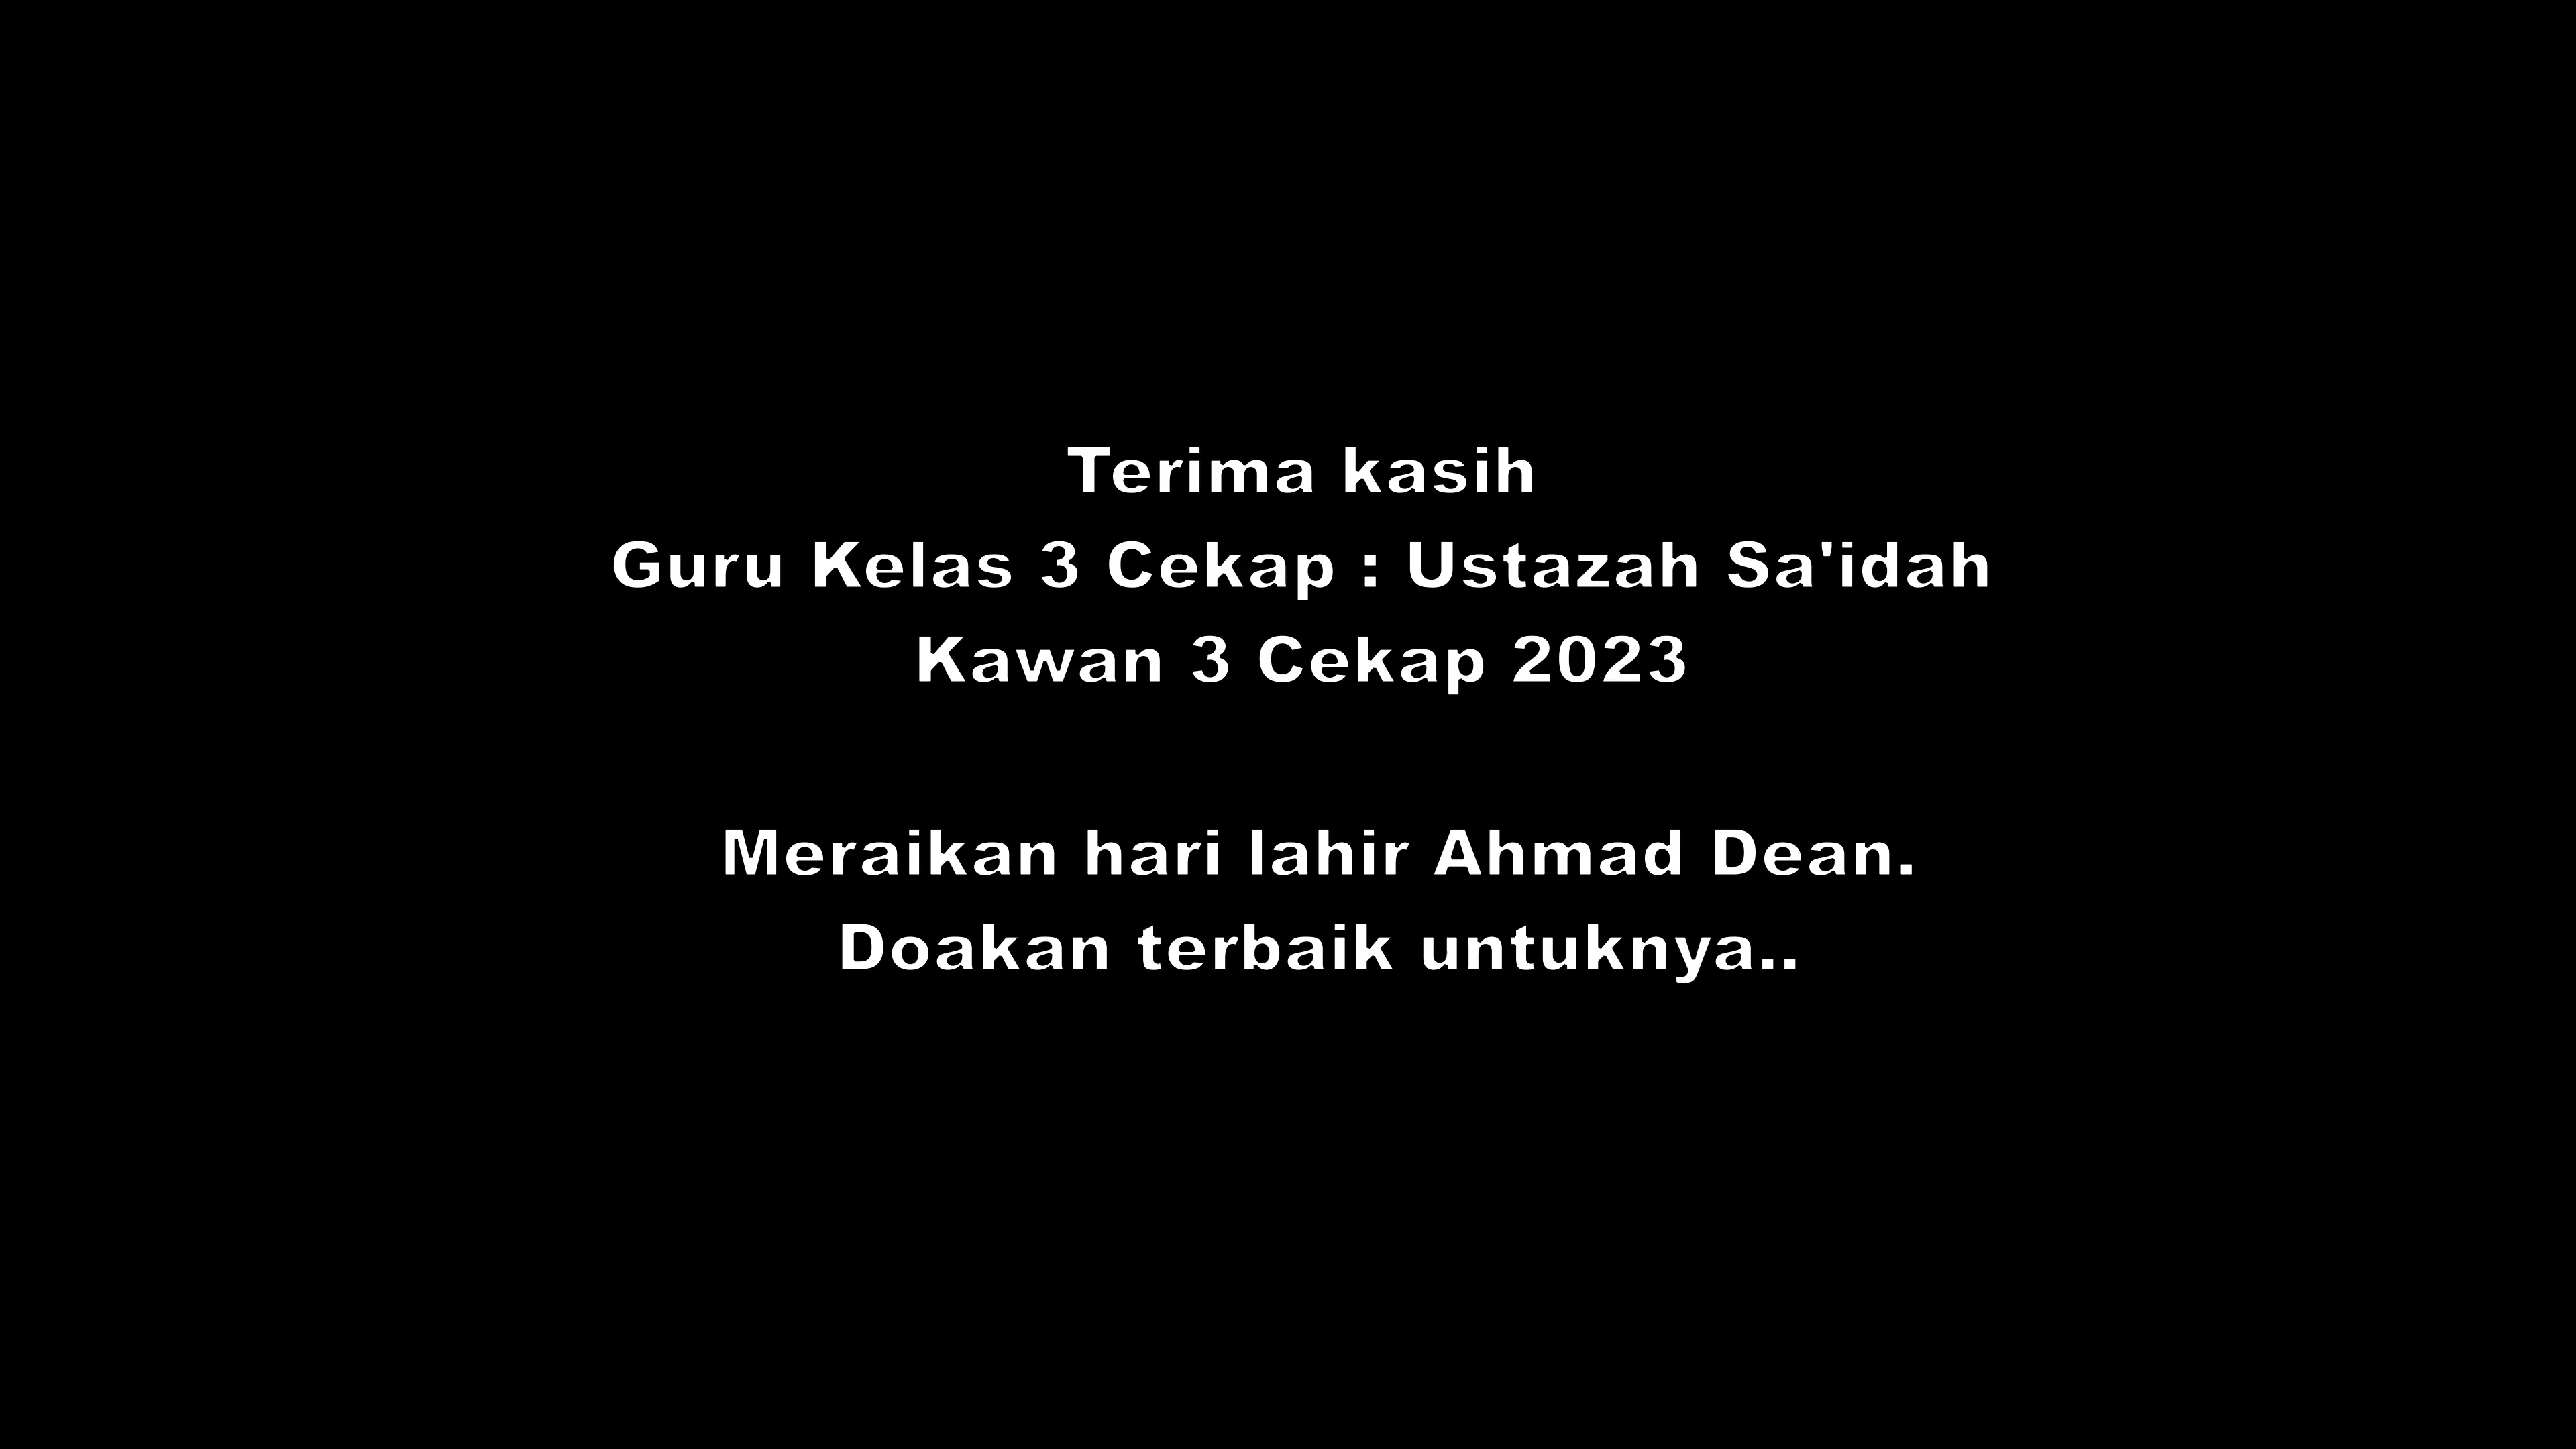 Terima kasih
Guru Kelas 3 Cekap : Ustazah Sa'idah
Kawan 3 Cekap 2023
Meraikan hari lahir Ahmad Dean.
Doakan terbaik untuknya..